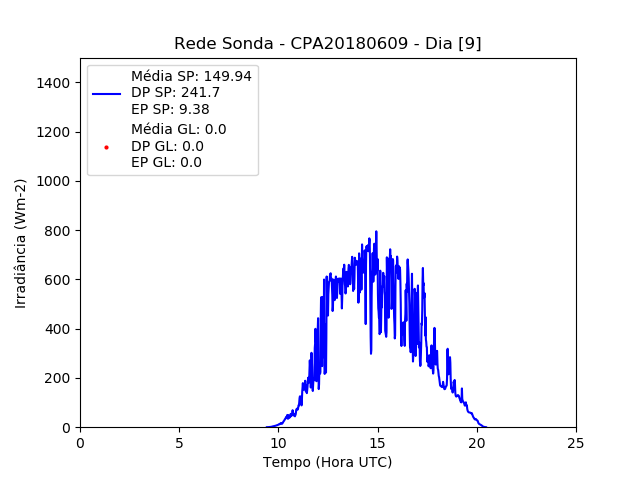 Rede Sonda - CPA20180609 - Dia [9]
Média SP: 149.94
DP SP: 241.7
EP SP: 9.38
Média GL: 0.0
DP GL: 0.0
EP GL: 0.0
Irradiância (Wm-2)
1400
1200
1000
800
600
400
200
0
0 5 10 15 20 25
Tempo (Hora UTC)